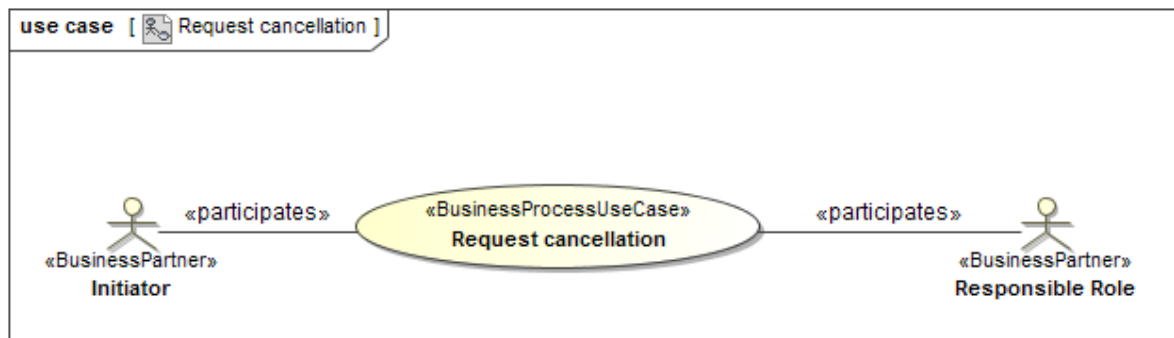 use case [ Request cancellation ]
«participates» «BusinessProcessUseCase» «participates»
Request cancellation
«BusinessPartner» «BusinessPartner»
Initiator Responsible Role